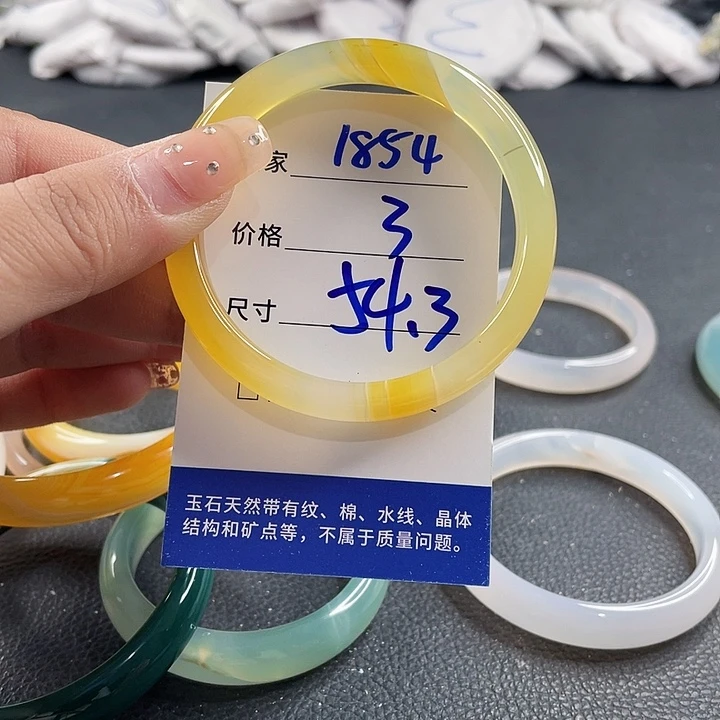 家 1854
价格 3
尺寸 54.3
玉石天然带有纹、棉、水线、晶体
结构和矿点等，不属于质量问题。